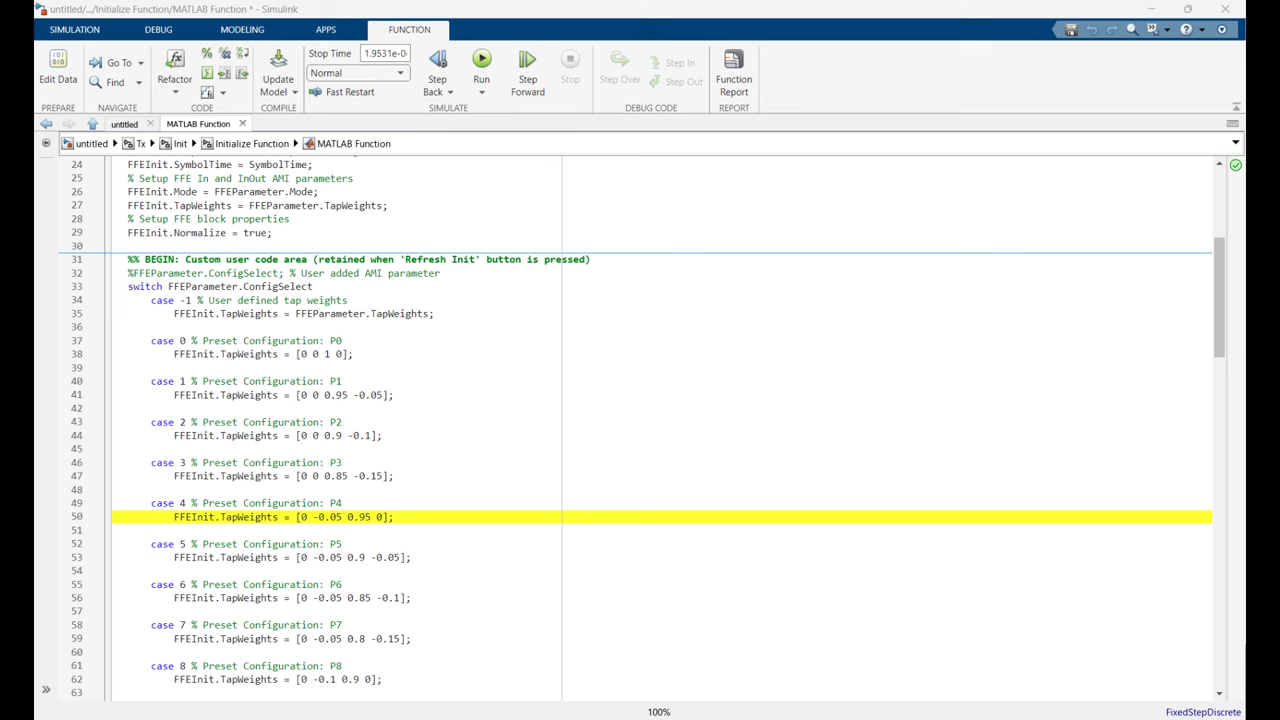 untitled/.../Initialize Function/MATLAB Function * - Simulink
SIMULATION DEBUG MODELING APPS FUNCTION
Edit Data
PREPARE
Go To
Find
NAVIGATE
Refactor
CODE
Update Model
COMPILE
Stop Time 1.9531e-0
Normal
Fast Restart
Step Back
Run
Step Forward
Stop
SIMULATE
Step Over
Step In
Step Out
DEBUG CODE
Function Report
REPORT
untitled MATLAB Function
untitled Tx Init Initialize Function MATLAB Function
24 FFEInit.SymbolTime = SymbolTime;
25 % Setup FFE In and InOut AMI parameters
26 FFEInit.Mode = FFEParameter.Mode;
27 FFEInit.TapWeights = FFEParameter.TapWeights;
28 % Setup FFE block properties
29 FFEInit.Normalize = true;
30
31 %% BEGIN: Custom user code area (retained when 'Refresh Init' button is pressed)
32 %FFEParameter.ConfigSelect; % User added AMI parameter
33 switch FFEParameter.ConfigSelect
34 case -1 % User defined tap weights
35 FFEInit.TapWeights = FFEParameter.TapWeights;
36
37 case 0 % Preset Configuration: P0
38 FFEInit.TapWeights = [0 0 1 0];
39
40 case 1 % Preset Configuration: P1
41 FFEInit.TapWeights = [0 0 0.95 -0.05];
42
43 case 2 % Preset Configuration: P2
44 FFEInit.TapWeights = [0 0 0.9 -0.1];
45
46 case 3 % Preset Configuration: P3
47 FFEInit.TapWeights = [0 0 0.85 -0.15];
48
49 case 4 % Preset Configuration: P4
50 FFEInit.TapWeights = [0 -0.05 0.95 0];
51
52 case 5 % Preset Configuration: P5
53 FFEInit.TapWeights = [0 -0.05 0.9 -0.05];
54
55 case 6 % Preset Configuration: P6
56 FFEInit.TapWeights = [0 -0.05 0.85 -0.1];
57
58 case 7 % Preset Configuration: P7
59 FFEInit.TapWeights = [0 -0.05 0.8 -0.15];
60
61 case 8 % Preset Configuration: P8
62 FFEInit.TapWeights = [0 -0.1 0.9 0];
63
100% FixedStepDiscrete